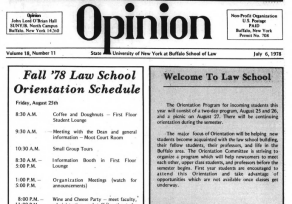 Opinion
John Lord O'Brian Hall
SUNY/B, North Campus
Buffalo, New York 14260
Opinion
Non-Profit Organization
U.S. Postage
PAID
Buffalo, New York
Permit No. 708
Volume 18, Number 11
State University of New York at Buffalo School of Law
July 6, 1978
Fall '78 Law School
Orientation Schedule
Friday, August 25th
8:30 A.M. Coffee and Doughnuts — First Floor
Student Lounge
9:30 A.M. — Meeting with the Dean and general
information — Moot Court Room
10:30 A.M. Small Group Tours
8:30 A.M. — Information Booth in First Floor
5:00 P.M. Lounge
1:00 P.M. — Organization Meetings (watch for
5:00 P.M. announcements)
8:00 P.M. — Wine and Cheese Party — meet faculty,
Welcome To Law School
The Orientation Program for incoming students this
year will consist of a two-day program, August 25 and 26,
and a picnic on August 27. There will be continuing
orientation during the semester.
The major focus of Orientation will be helping new
students become acquainted with the law school building,
their fellow students, their professors, and life in the
Buffalo area. The Orientation Committee is striving to
organize a program which will help newcomers to meet
each other, upper class students, and professors before the
semester begins. First year students are encouraged to
attend this Orientation and take advantage of
opportunities which are not available once classes get
underway.